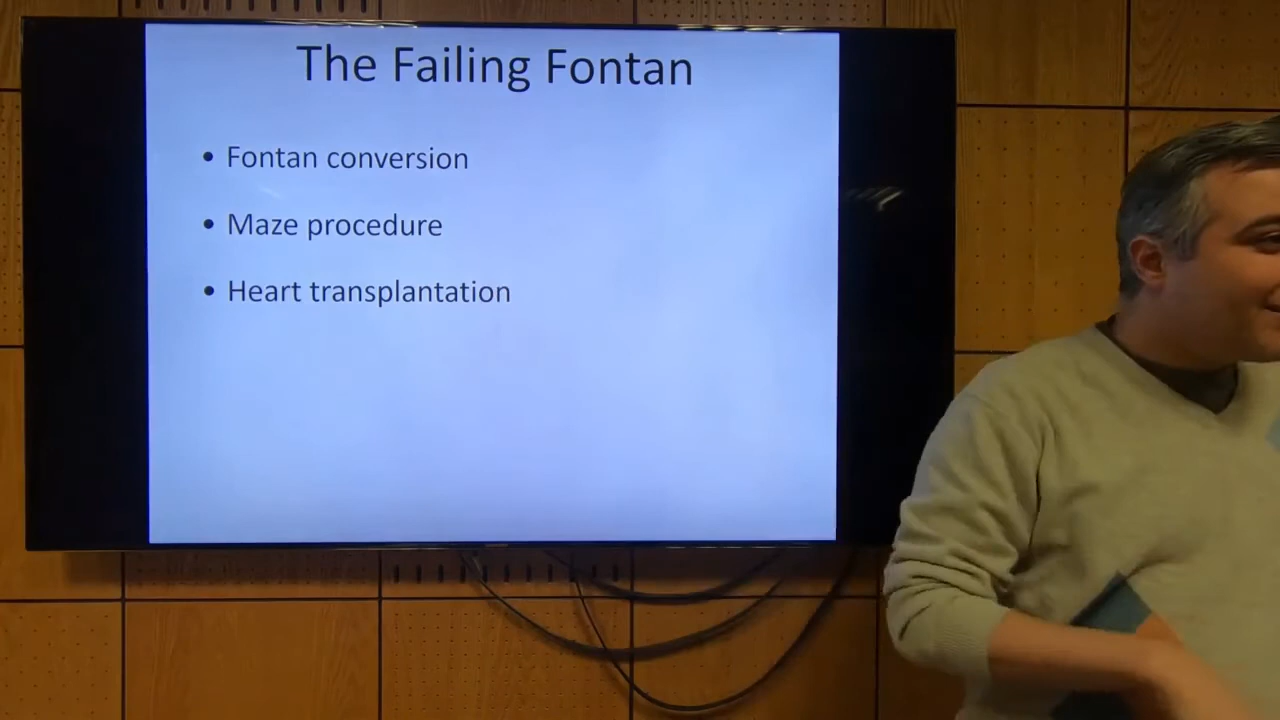 The Failing Fontan
• Fontan conversion
• Maze procedure
• Heart transplantation